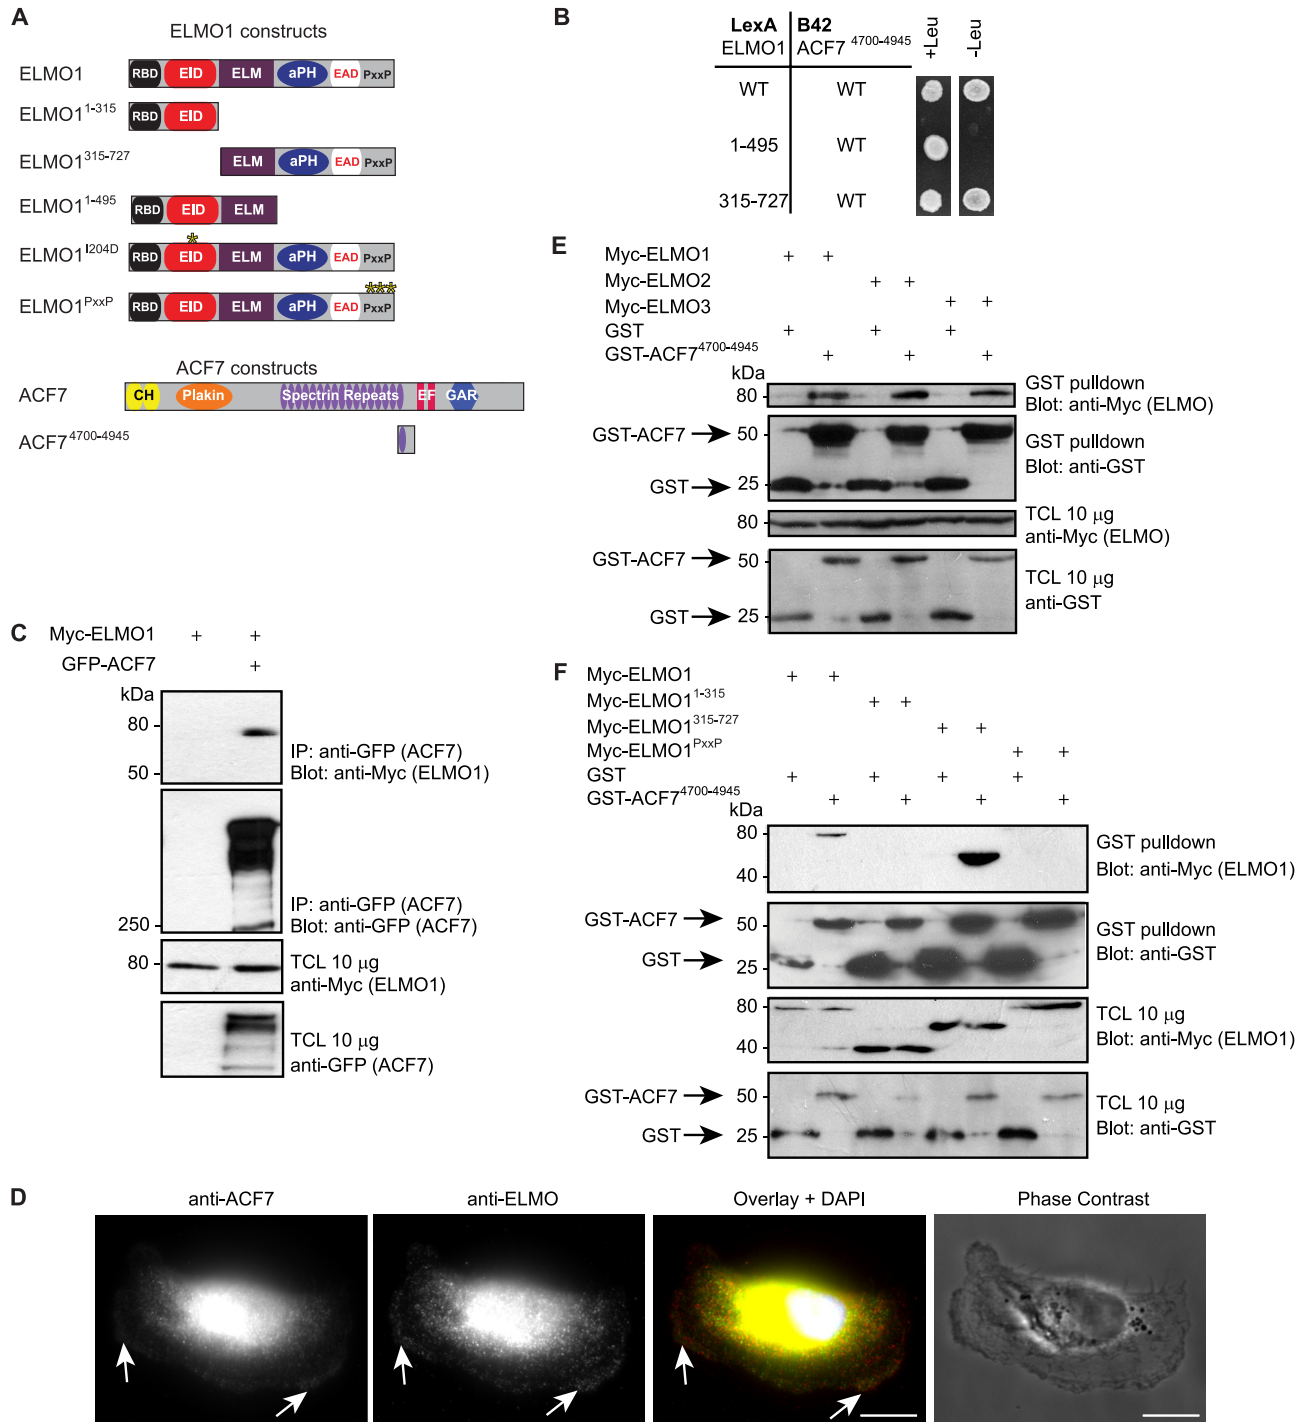 A
ELMO1 constructs
ELMO1 RBD EID ELM aPH EAD PxxP
ELMO1 1-315 RBD EID
ELMO1 315-727 ELM aPH EAD PxxP
ELMO1 1-495 RBD EID ELM
*
ELMO1 I204D RBD EID ELM aPH EAD PxxP
***
ELMO1 PxxP RBD EID ELM aPH EAD PxxP
ACF7 constructs
ACF7 CH Plakin Spectrin Repeats EF GAR
ACF7 4700-4945
B
LexA B42 +Leu -Leu
ELMO1 ACF7 4700-4945
WT WT
1-495 WT
315-727 WT
C
Myc-ELMO1 + +
GFP-ACF7 +
kDa
80
50
IP: anti-GFP (ACF7)
Blot: anti-Myc (ELMO1)
250
IP: anti-GFP (ACF7)
Blot: anti-GFP (ACF7)
80
TCL 10 µg
anti-Myc (ELMO1)
TCL 10 µg
anti-GFP (ACF7)
E
Myc-ELMO1 + +
Myc-ELMO2 + +
Myc-ELMO3 + +
GST + + +
GST-ACF7 4700-4945 + + +
kDa
80
GST pulldown
Blot: anti-Myc (ELMO)
GST-ACF7 50
GST 25
GST pulldown
Blot: anti-GST
80
TCL 10 µg
anti-Myc (ELMO)
GST-ACF7 50
GST 25
TCL 10 µg
anti-GST
F
Myc-ELMO1 + +
Myc-ELMO1 1-315 + +
Myc-ELMO1 315-727 + +
Myc-ELMO1 PxxP + +
GST + + + +
GST-ACF7 4700-4945 + + + +
kDa
80
40
GST pulldown
Blot: anti-Myc (ELMO1)
GST-ACF7 50
GST 25
GST pulldown
Blot: anti-GST
80
40
TCL 10 µg
Blot: anti-Myc (ELMO1)
GST-ACF7 50
GST 25
TCL 10 µg
Blot: anti-GST
D
anti-ACF7 anti-ELMO Overlay + DAPI Phase Contrast